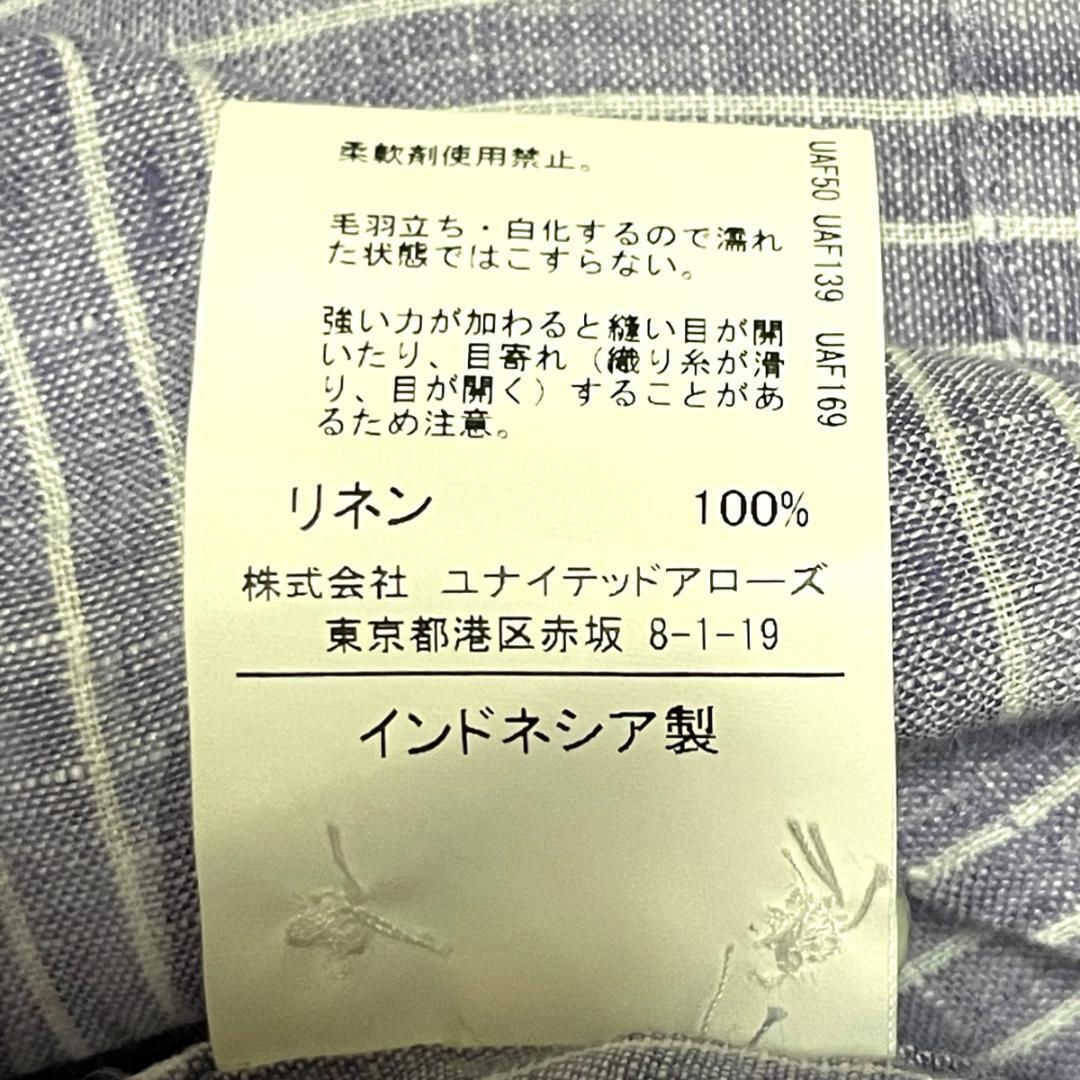 柔軟剤使用禁止。
毛羽立ち・白化するので濡れ
た状態ではこすらない。
強い力が加わると縫い目が開
いたり、目寄れ（織り糸が滑
り、目が開く）することがあ
るため注意。
リネン 100%
株式会社 ユナイテッドアローズ
東京都港区赤坂 8-1-19
インドネシア製
UAF50 UAF139 UAF169